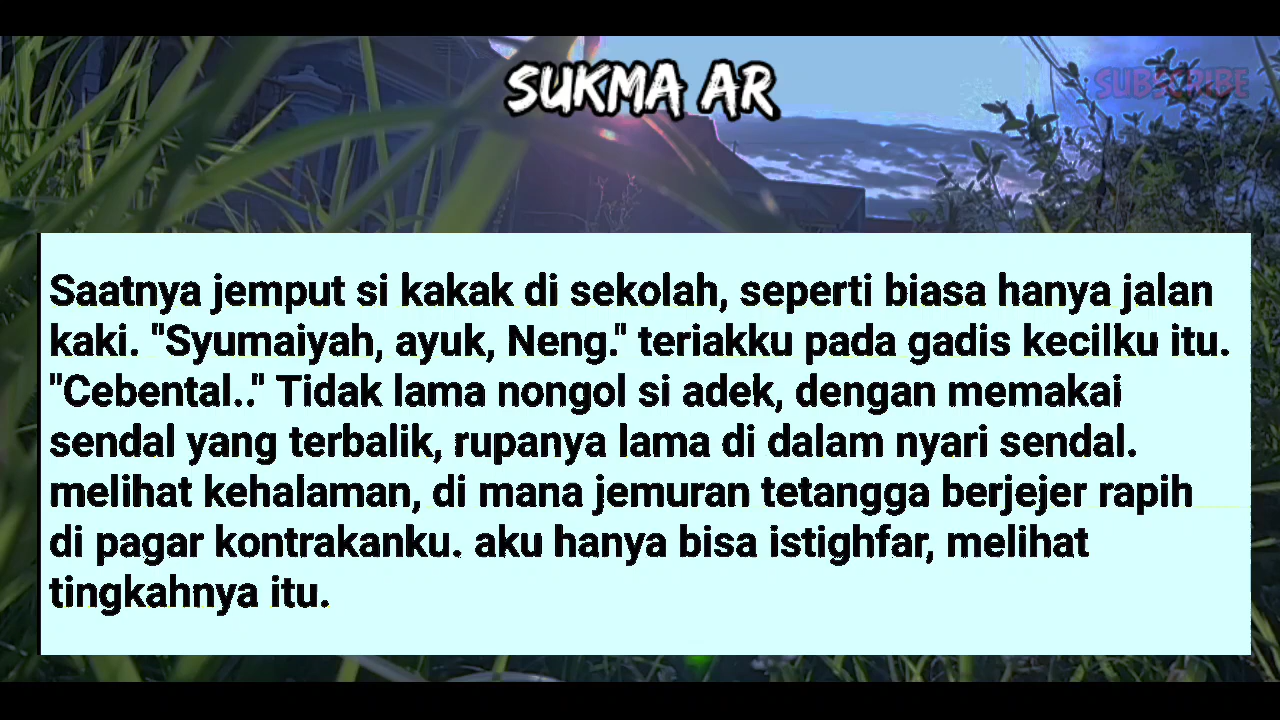 SUKMA AR
SUBSCRIBE
Saatnya jemput si kakak di sekolah, seperti biasa hanya jalan
kaki. "Syumaiyah, ayuk, Neng." teriakku pada gadis kecilku itu.
"Cebental.." Tidak lama nongol si adek, dengan memakai
sendal yang terbalik, rupanya lama di dalam nyari sendal.
melihat kehalaman, di mana jemuran tetangga berjejer rapih
di pagar kontrakanku. aku hanya bisa istighfar, melihat
tingkahnya itu.